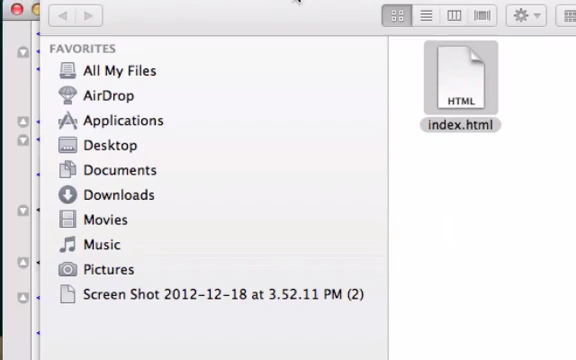 FAVORITES
All My Files
AirDrop
Applications
Desktop
Documents
Downloads
Movies
Music
Pictures
Screen Shot 2012-12-18 at 3.52.11 PM (2)
HTML
index.html